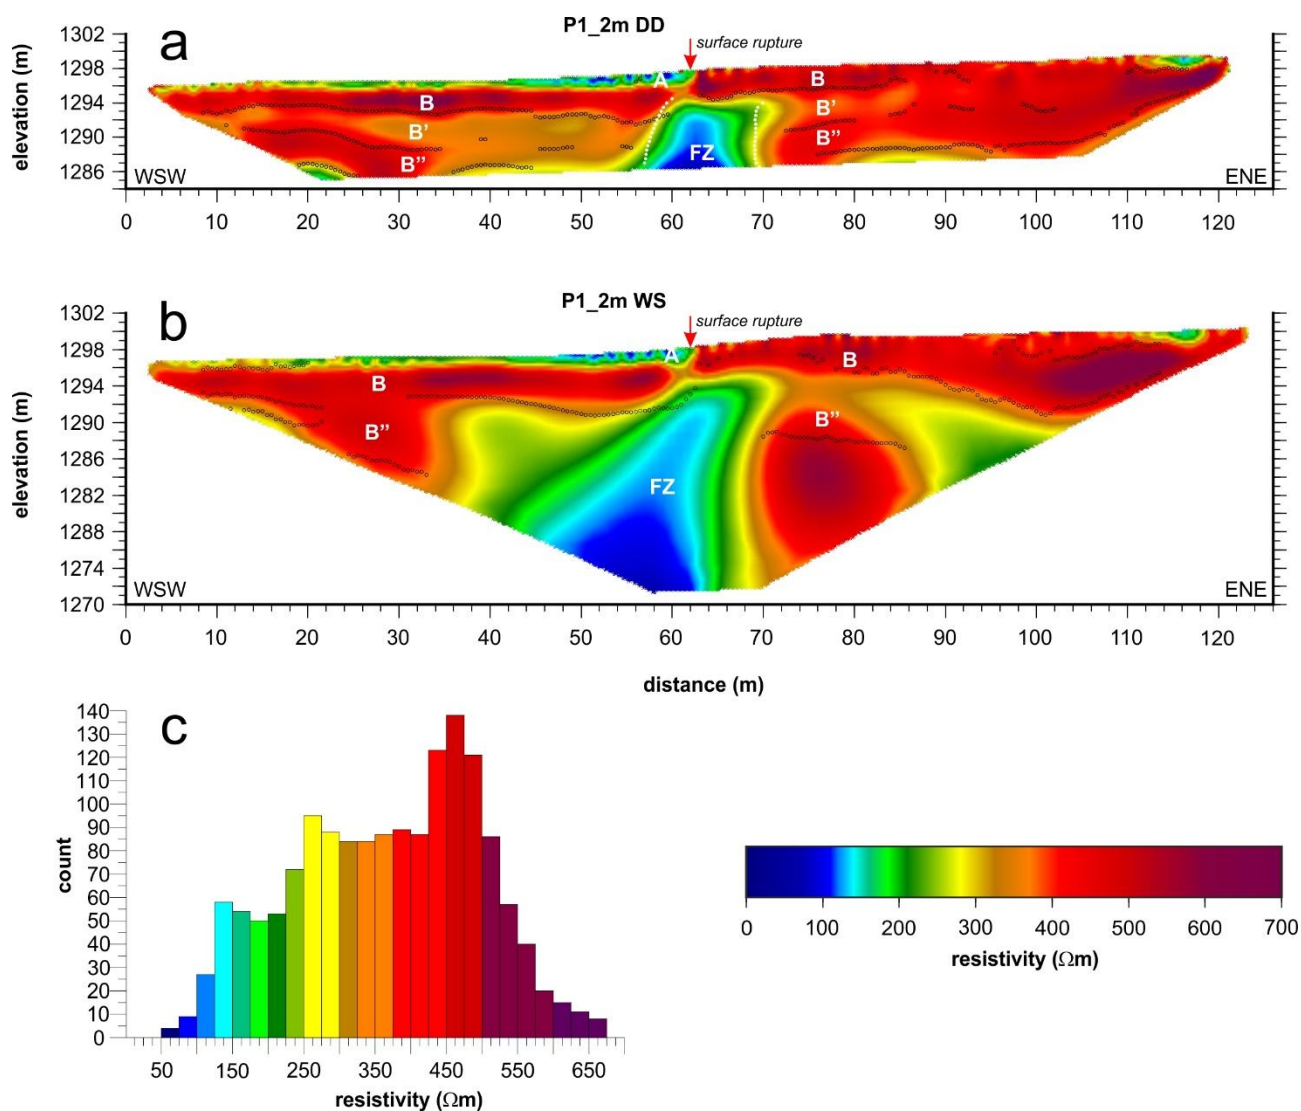 a
P1_2m DD
surface rupture
elevation (m)
1302
1298
1294
1290
1286
A
B
B
B'
B'
B”
B”
FZ
WSW
ENE
0 10 20 30 40 50 60 70 80 90 100 110 120
b
P1_2m WS
surface rupture
elevation (m)
1302
1298
1294
1290
1286
1282
1288
1274
1270
A
B
B
B”
B”
FZ
WSW
ENE
0 10 20 30 40 50 60 70 80 90 100 110 120
distance (m)
c
count
140
130
120
110
100
90
80
70
60
50
40
30
20
10
0
50 150 250 350 450 550 650
resistivity (Ωm)
0 100 200 300 400 500 600 700
resistivity (Ωm)